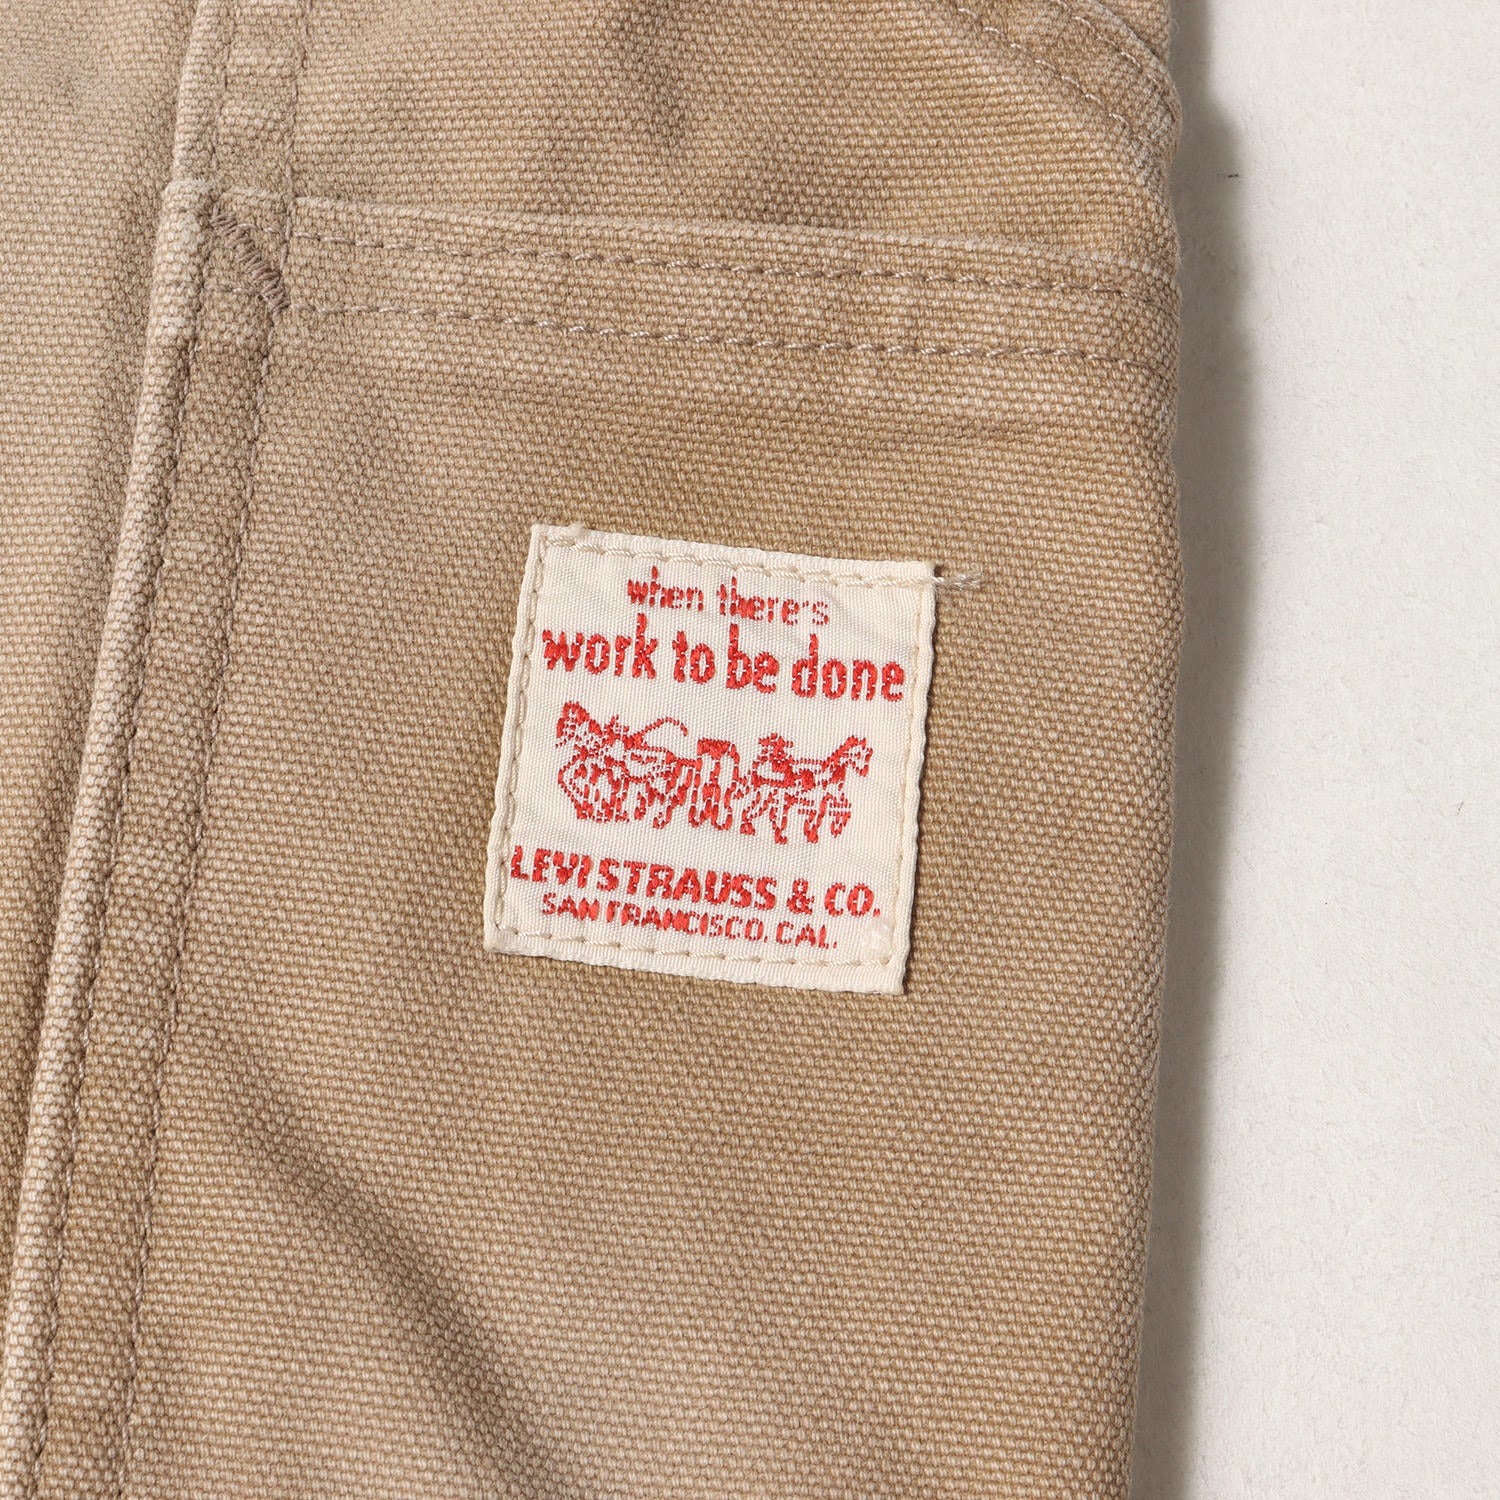 when there's
work to be done
LEVI STRAUSS & CO.
SAN FRANCISCO. CAL.